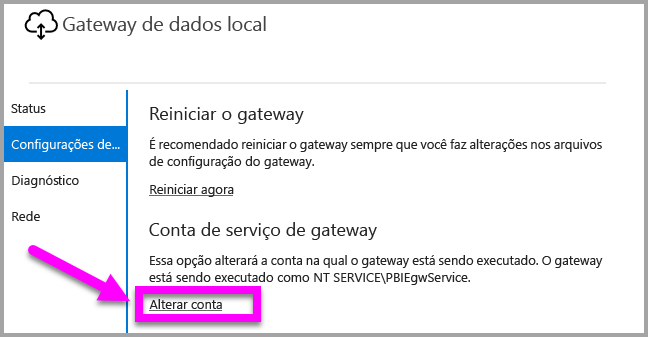 Gateway de dados local
Status
Configurações de...
Diagnóstico
Rede
Reiniciar o gateway
É recomendado reiniciar o gateway sempre que você faz alterações nos arquivos
de configuração do gateway.
Reiniciar agora
Conta de serviço de gateway
Essa opção alterará a conta na qual o gateway está sendo executado. O gateway
está sendo executado como NT SERVICE\PBIEgwService.
Alterar conta